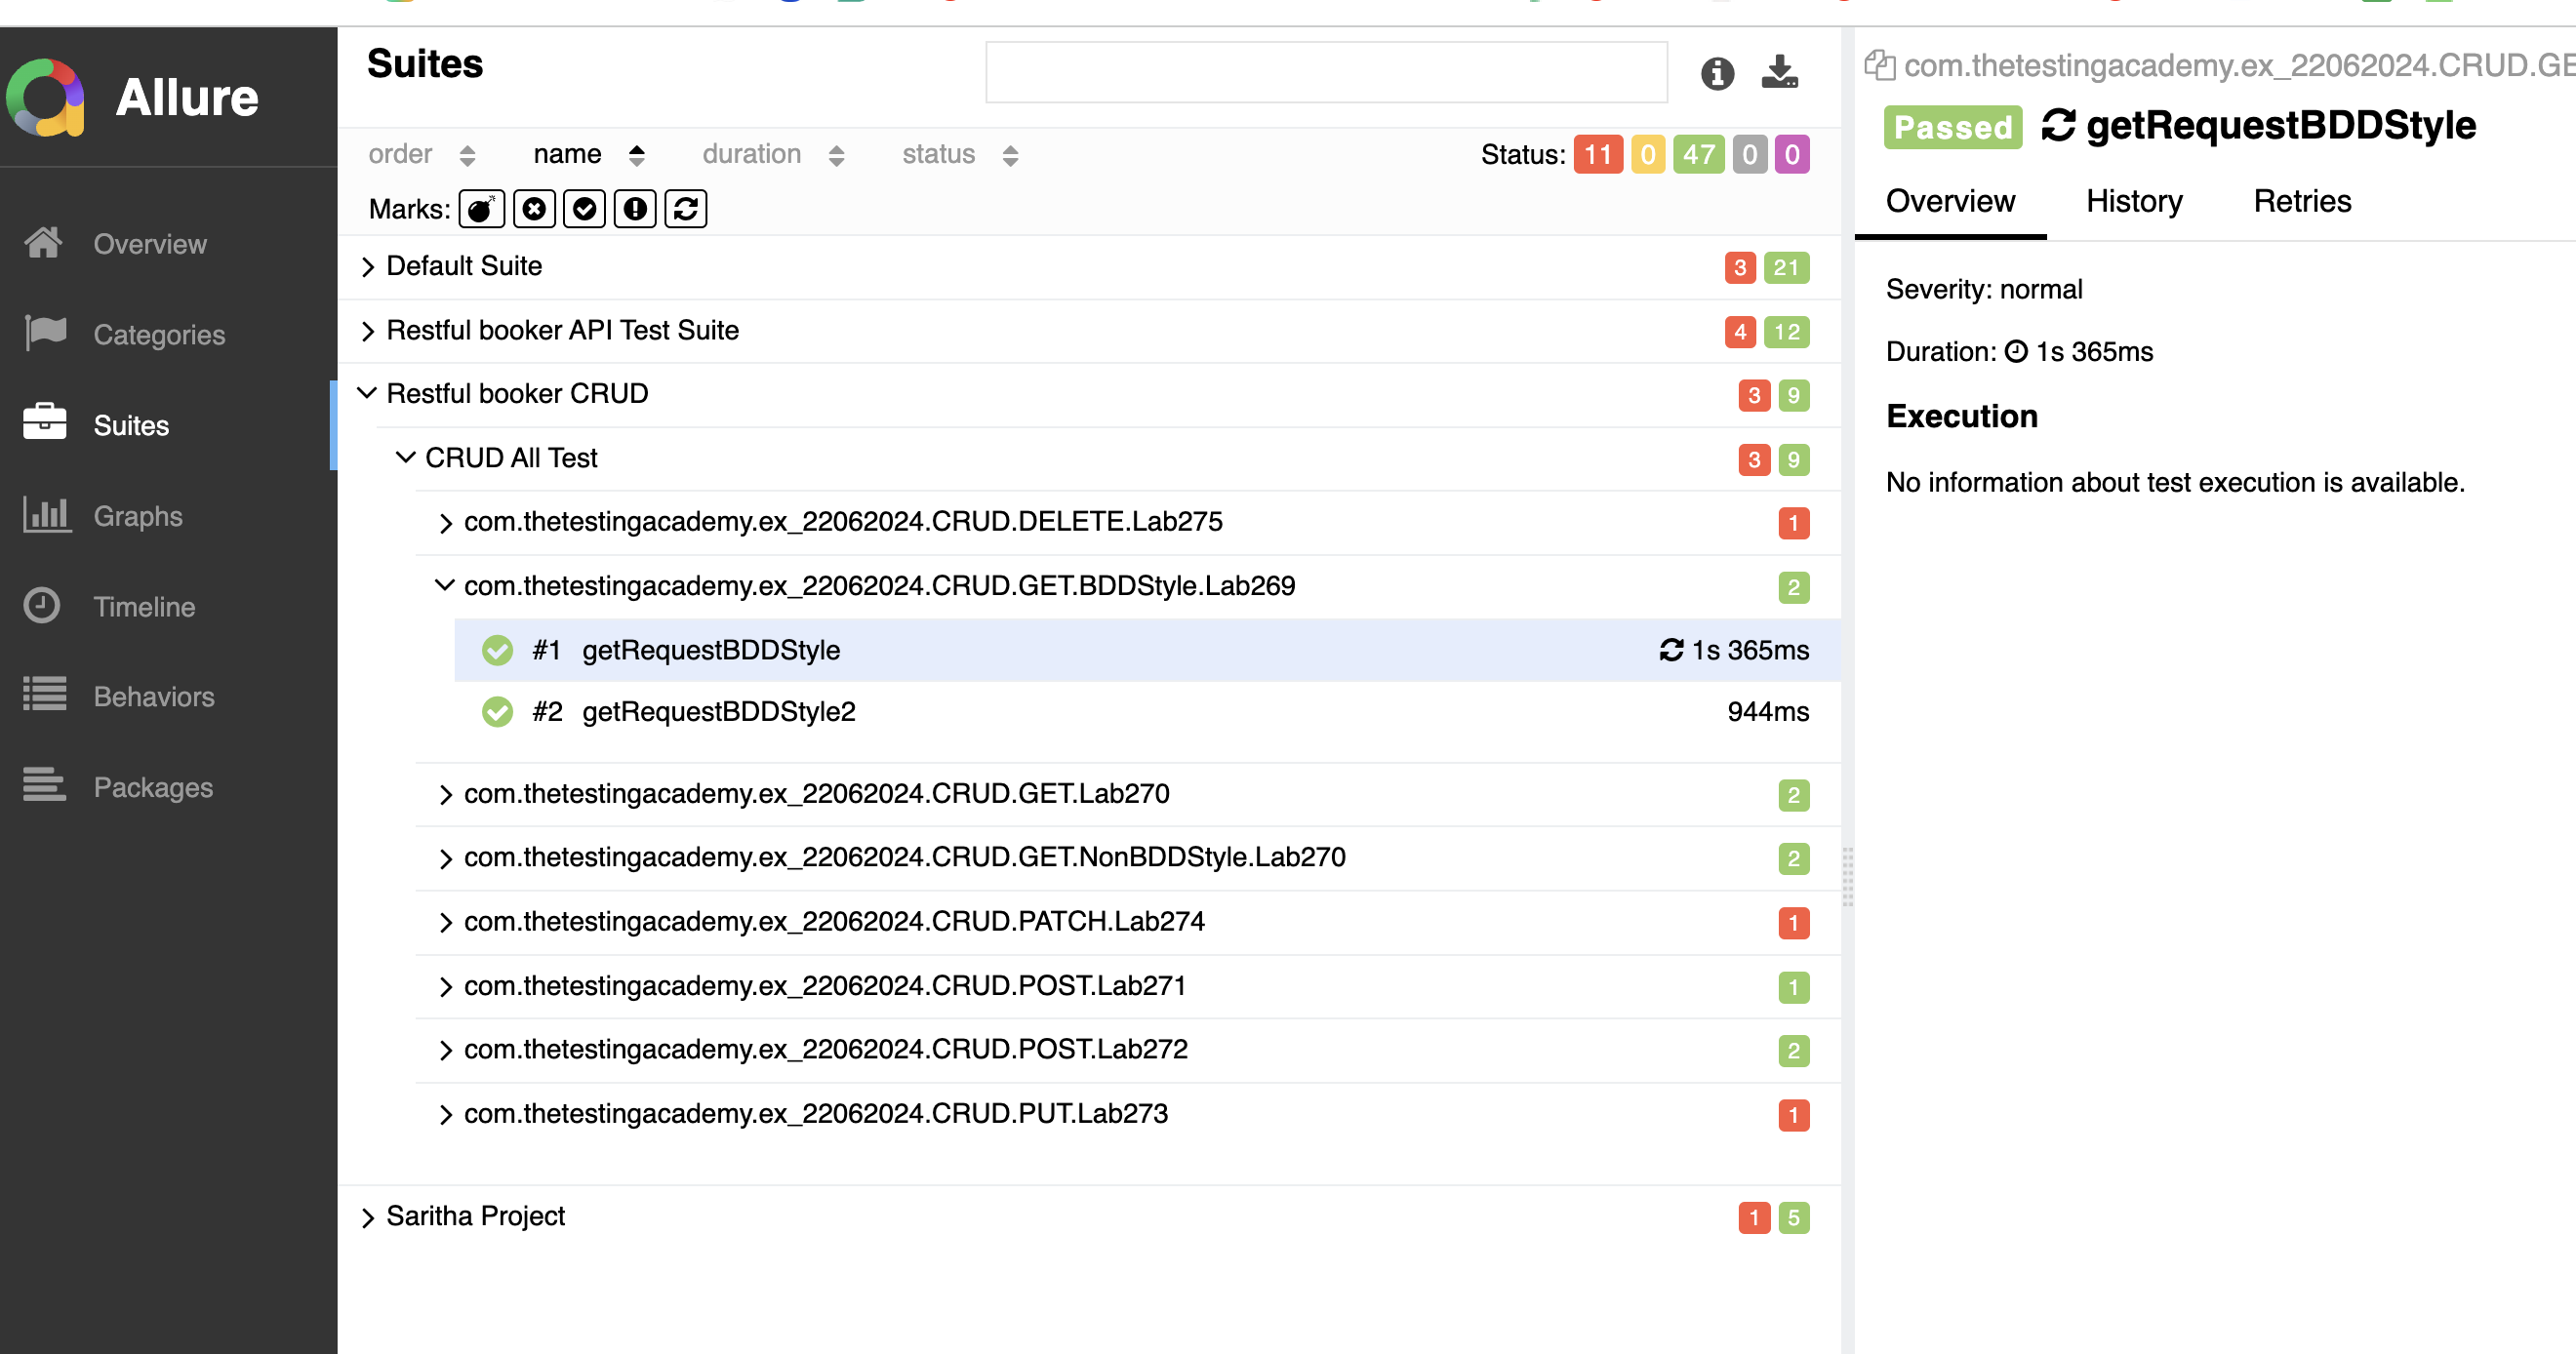 Allure
Overview
Categories
Suites
Graphs
Timeline
Behaviors
Packages
Suites
order name duration status Status: 11 0 47 0 0
Marks:
Default Suite 3 21
Restful booker API Test Suite 4 12
Restful booker CRUD 3 9
CRUD All Test 3 9
com.thetestingacademy.ex_22062024.CRUD.DELETE.Lab275 1
com.thetestingacademy.ex_22062024.CRUD.GET.BDDStyle.Lab269 2
#1 getRequestBDDStyle 1s 365ms
#2 getRequestBDDStyle2 944ms
com.thetestingacademy.ex_22062024.CRUD.GET.Lab270 2
com.thetestingacademy.ex_22062024.CRUD.GET.NonBDDStyle.Lab270 2
com.thetestingacademy.ex_22062024.CRUD.PATCH.Lab274 1
com.thetestingacademy.ex_22062024.CRUD.POST.Lab271 1
com.thetestingacademy.ex_22062024.CRUD.POST.Lab272 2
com.thetestingacademy.ex_22062024.CRUD.PUT.Lab273 1
Saritha Project 1 5
com.thetestingacademy.ex_22062024.CRUD.GE
Passed getRequestBDDStyle
Overview History Retries
Severity: normal
Duration: 1s 365ms
Execution
No information about test execution is available.